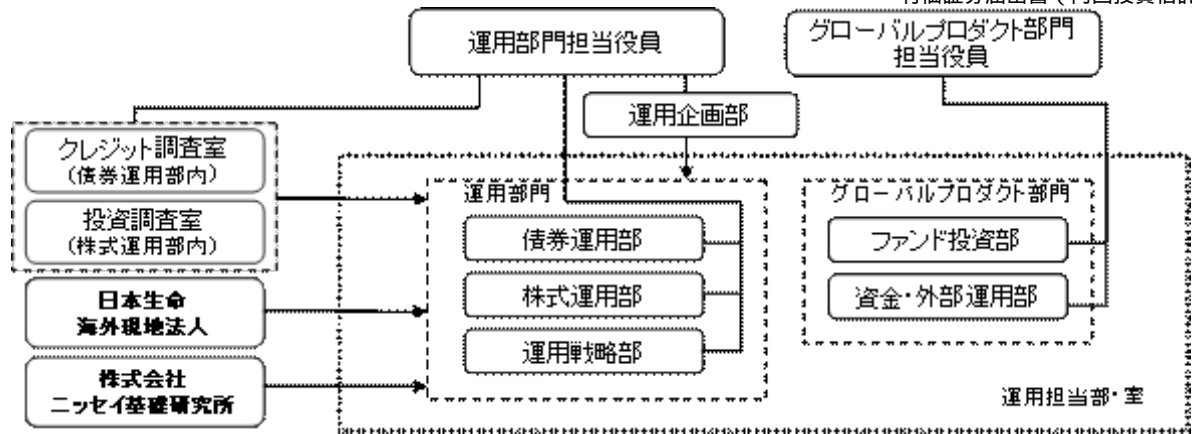 運用部門担当役員
グローバルプロダクト部門
担当役員
運用企画部
クレジット調査室
(債券運用部内)
投資調査室
(株式運用部内)
日本生命
海外現地法人
株式会社
ニッセイ基礎研究所
運用部門
債券運用部
株式運用部
運用戦略部
グローバルプロダクト部門
ファンド投資部
資金・外部運用部
運用担当部・室